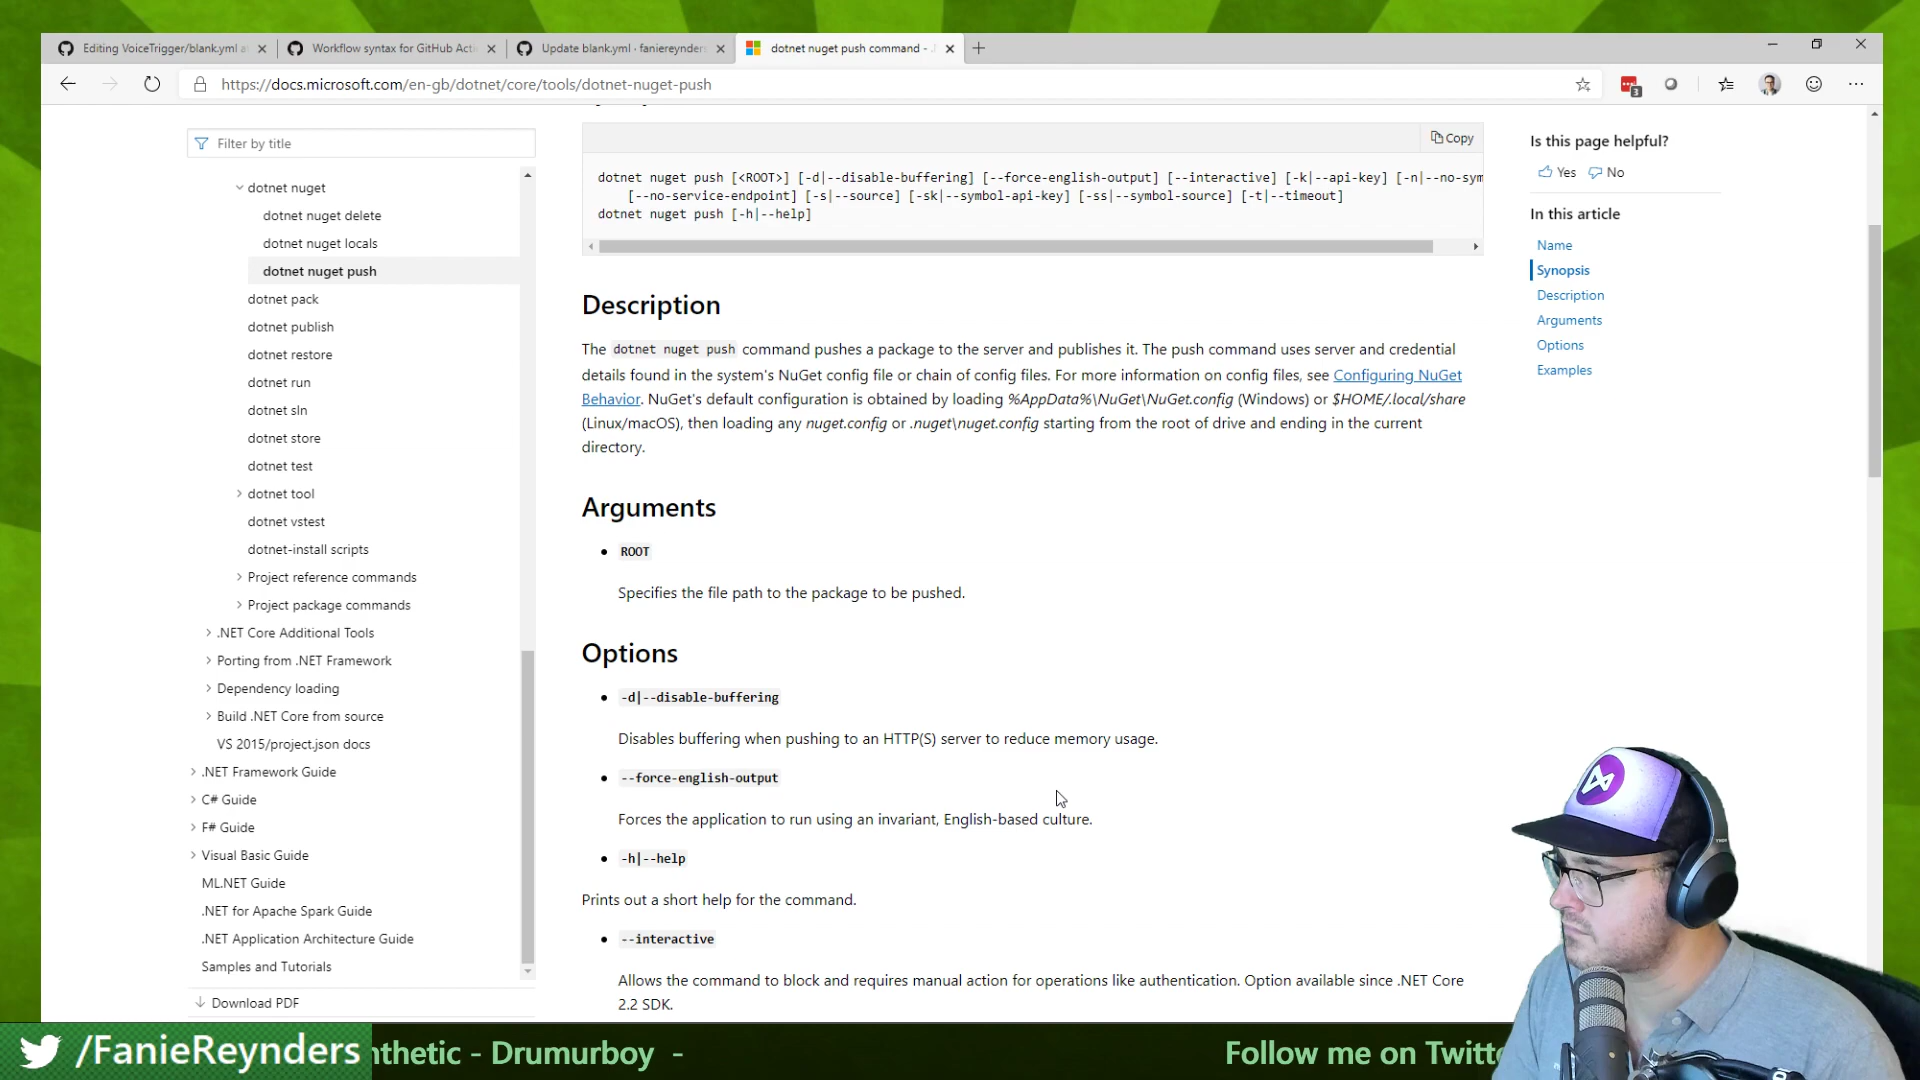 Editing VoiceTrigger/blank.yml a
Workflow syntax for GitHub Acti
Update blank.yml · faniereynders
dotnet nuget push command - .
https://docs.microsoft.com/en-gb/dotnet/core/tools/dotnet-nuget-push
3
Filter by title
dotnet nuget
dotnet nuget delete
dotnet nuget locals
dotnet nuget push
dotnet pack
dotnet publish
dotnet restore
dotnet run
dotnet sln
dotnet store
dotnet test
dotnet tool
dotnet vstest
dotnet-install scripts
Project reference commands
Project package commands
.NET Core Additional Tools
Porting from .NET Framework
Dependency loading
Build .NET Core from source
VS 2015/project.json docs
.NET Framework Guide
C# Guide
F# Guide
Visual Basic Guide
ML.NET Guide
.NET for Apache Spark Guide
.NET Application Architecture Guide
Samples and Tutorials
Download PDF
Copy
dotnet nuget push [<ROOT>] [-d|--disable-buffering] [--force-english-output] [--interactive] [-k|--api-key] [-n|--no-sym
[--no-service-endpoint] [-s|--source] [-sk|--symbol-api-key] [-ss|--symbol-source] [-t|--timeout]
dotnet nuget push [-h|--help]
Description
The dotnet nuget push command pushes a package to the server and publishes it. The push command uses server and credential
details found in the system's NuGet config file or chain of config files. For more information on config files, see Configuring NuGet
Behavior. NuGet's default configuration is obtained by loading %AppData%\NuGet\NuGet.config (Windows) or $HOME/.local/share
(Linux/macOS), then loading any nuget.config or .nuget\nuget.config starting from the root of drive and ending in the current
directory.
Arguments
• ROOT
Specifies the file path to the package to be pushed.
Options
• -d|--disable-buffering
Disables buffering when pushing to an HTTP(S) server to reduce memory usage.
• --force-english-output
Forces the application to run using an invariant, English-based culture.
• -h|--help
Prints out a short help for the command.
• --interactive
Allows the command to block and requires manual action for operations like authentication. Option available since .NET Core
2.2 SDK.
Is this page helpful?
Yes No
In this article
Name
Synopsis
Description
Arguments
Options
Examples
/FanieReynders
nthetic - Drumurboy -
Follow me on Twitt